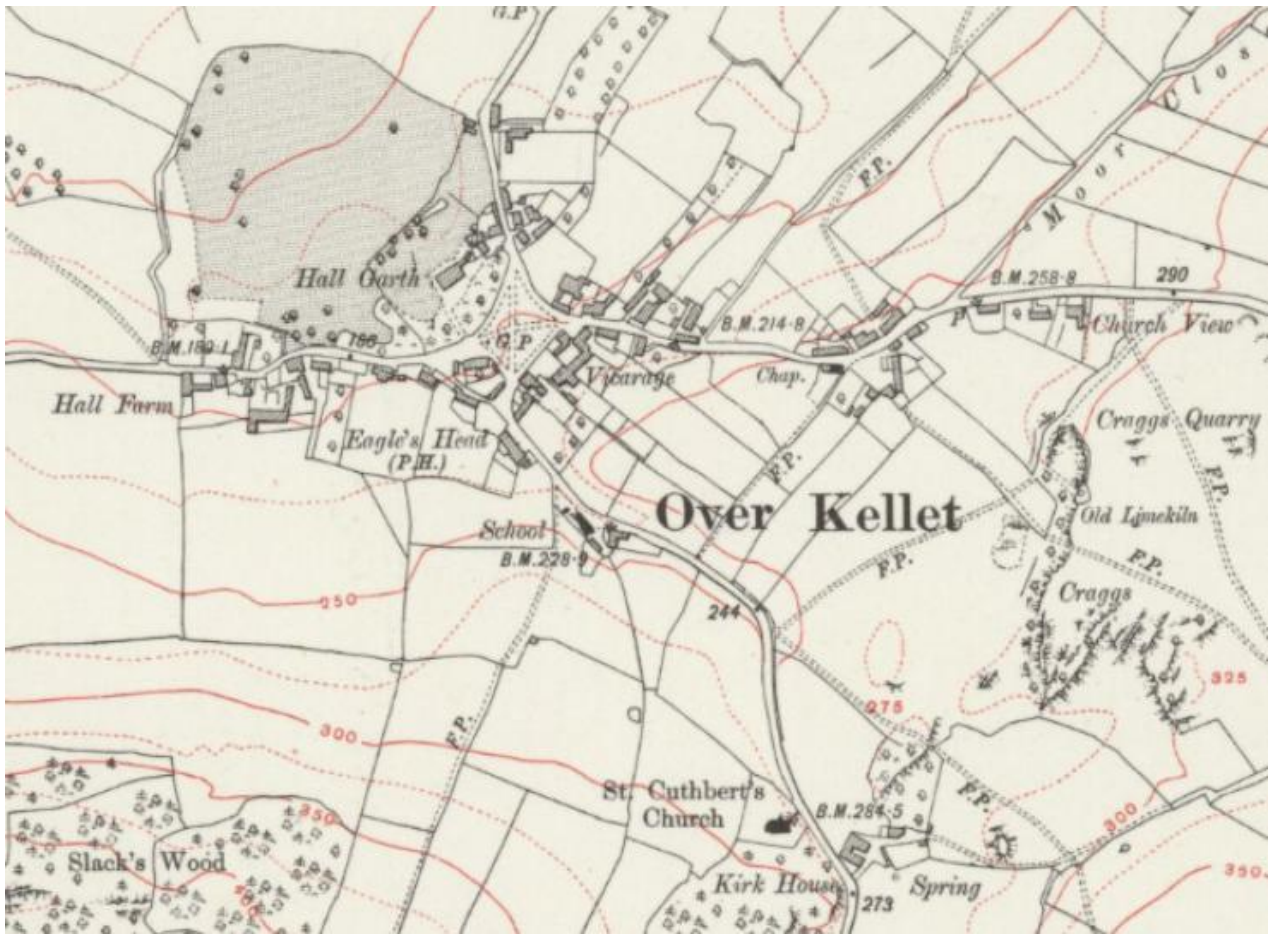 G.P
Clos
Moor
F.P.
Hall Garth
B.M.258·8
290
B.M.214·8
Church View
B.M.189·1
188
G.P
Vicarage
Chap.
Hall Farm
Craggs Quarry
Eagle's Head
(P.H.)
F.P.
F.P.
Over Kellet
Old Limekiln
School
B.M.228·9
F.P.
F.P.
250
Craggs
244
325
275
300
F.P.
St. Cuthbert's
Church
B.M.284·5
F.P.
300
350
Slack's Wood
Kirk House
Spring
350
273